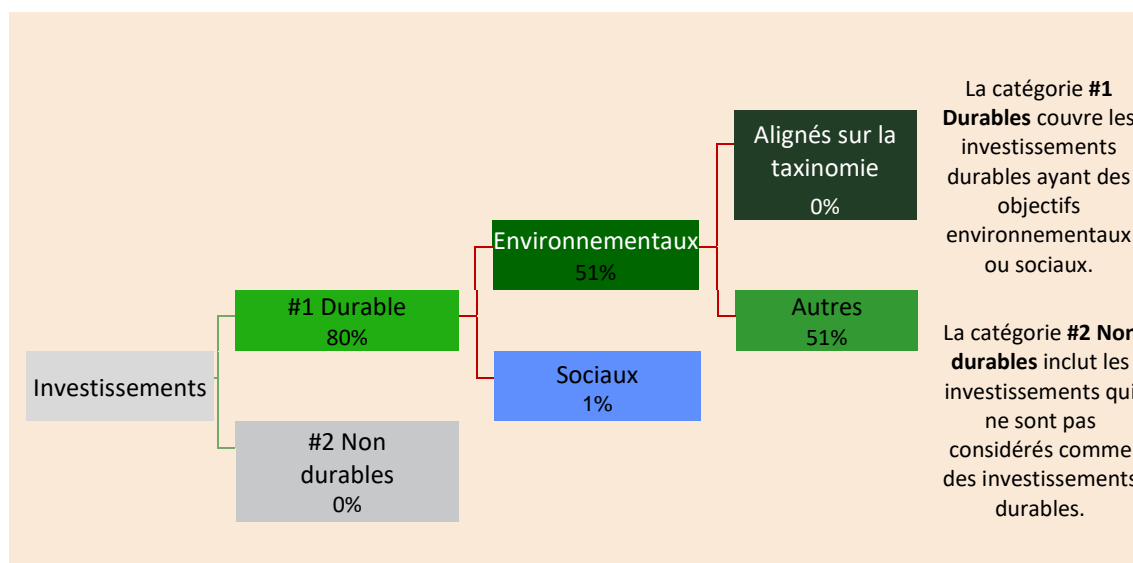 Investissements
#1 Durable
80%
#2 Non
durables
0%
Environnementaux
51%
Sociaux
1%
Alignés sur la
taxinomie
0%
Autres
51%
La catégorie #1
Durables couvre les
investissements
durables ayant des
objectifs
environnementaux
ou sociaux.
La catégorie #2 Non
durables inclut les
investissements qui
ne sont pas
considérés comme
des investissements
durables.